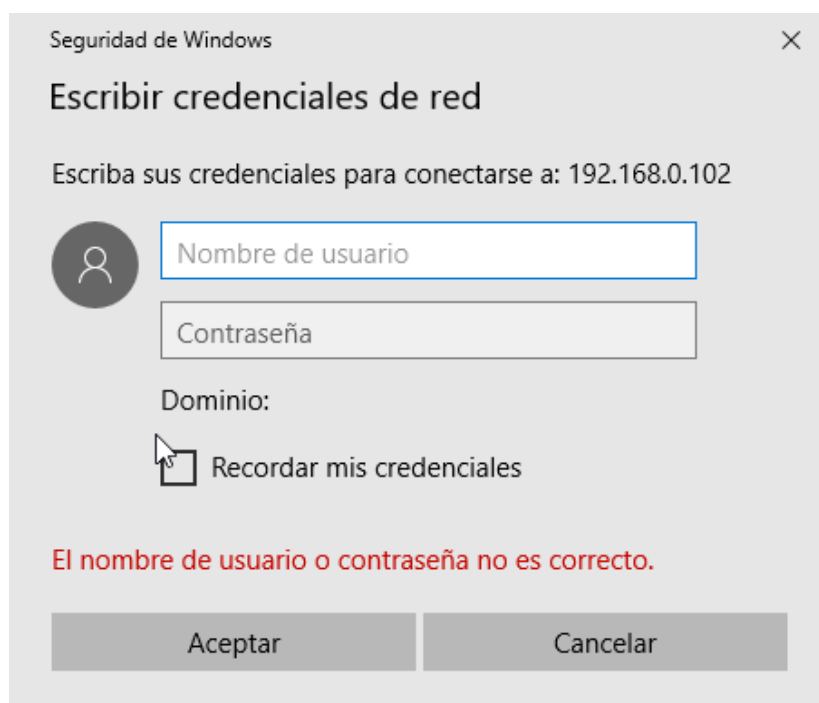 Seguridad de Windows
Escribir credenciales de red
Escriba sus credenciales para conectarse a: 192.168.0.102
Nombre de usuario
Contraseña
Dominio:
Recordar mis credenciales
El nombre de usuario o contraseña no es correcto.
Aceptar Cancelar